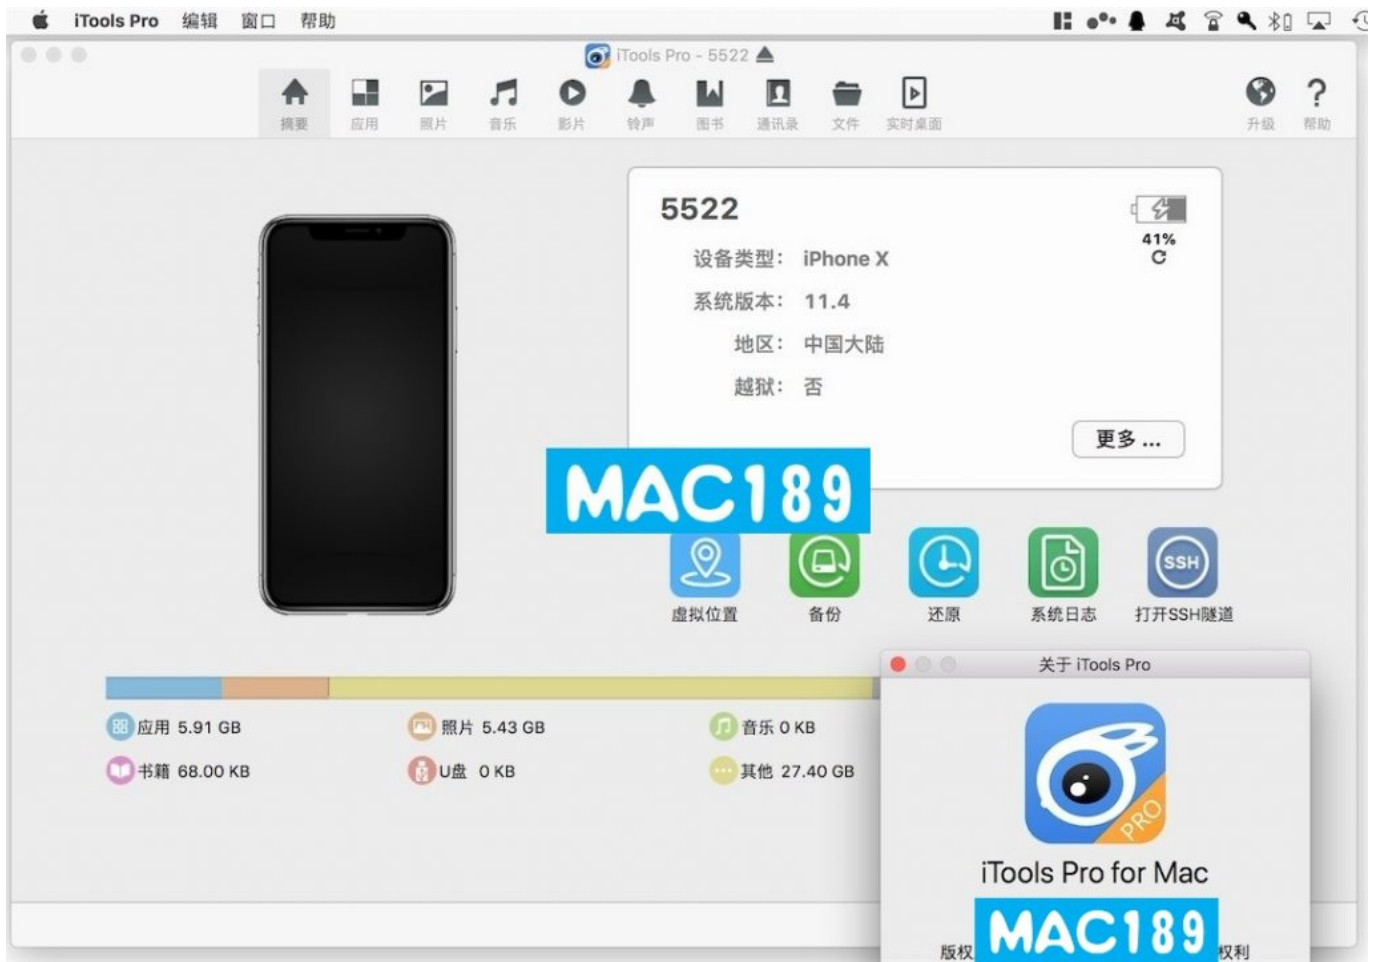 iTools Pro 编辑 窗口 帮助
iTools Pro - 5522
摘要 应用 照片 音乐 影片 铃声 图书 通讯录 文件 实时桌面 升级 帮助
5522
41%
设备类型： iPhone X
系统版本： 11.4
地区： 中国大陆
越狱： 否
更多 ...
MAC189
SSH
虚拟位置 备份 还原 系统日志 打开SSH隧道
关于 iTools Pro
应用 5.91 GB 照片 5.43 GB 音乐 0 KB
书籍 68.00 KB U盘 0 KB 其他 27.40 GB
PRO
iTools Pro for Mac
MAC189
版权 权利